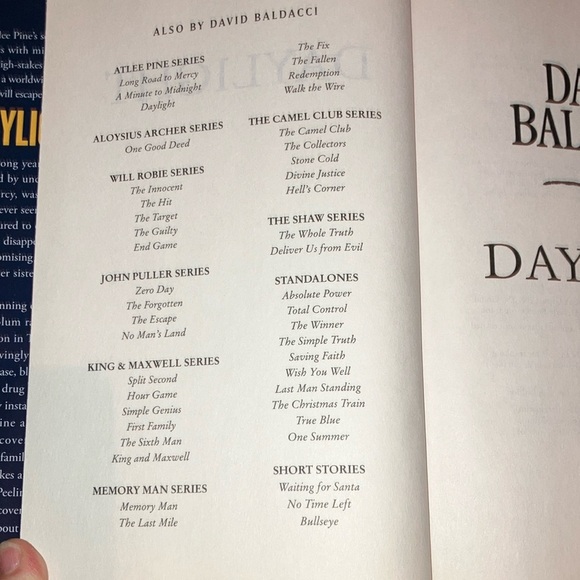 ALSO BY DAVID BALDACCI
ATLEE PINE SERIES
Long Road to Mercy
A Minute to Midnight
Daylight
ALOYSIUS ARCHER SERIES
One Good Deed
WILL ROBIE SERIES
The Innocent
The Hit
The Target
The Guilty
End Game
JOHN PULLER SERIES
Zero Day
The Forgotten
The Escape
No Man's Land
KING & MAXWELL SERIES
Split Second
Hour Game
Simple Genius
First Family
The Sixth Man
King and Maxwell
MEMORY MAN SERIES
Memory Man
The Last Mile
The Fix
The Fallen
Redemption
Walk the Wire
THE CAMEL CLUB SERIES
The Camel Club
The Collectors
Stone Cold
Divine Justice
Hell's Corner
THE SHAW SERIES
The Whole Truth
Deliver Us from Evil
STANDALONES
Absolute Power
Total Control
The Winner
The Simple Truth
Saving Faith
Wish You Well
Last Man Standing
The Christmas Train
True Blue
One Summer
SHORT STORIES
Waiting for Santa
No Time Left
Bullseye
DA
BAL
DAY